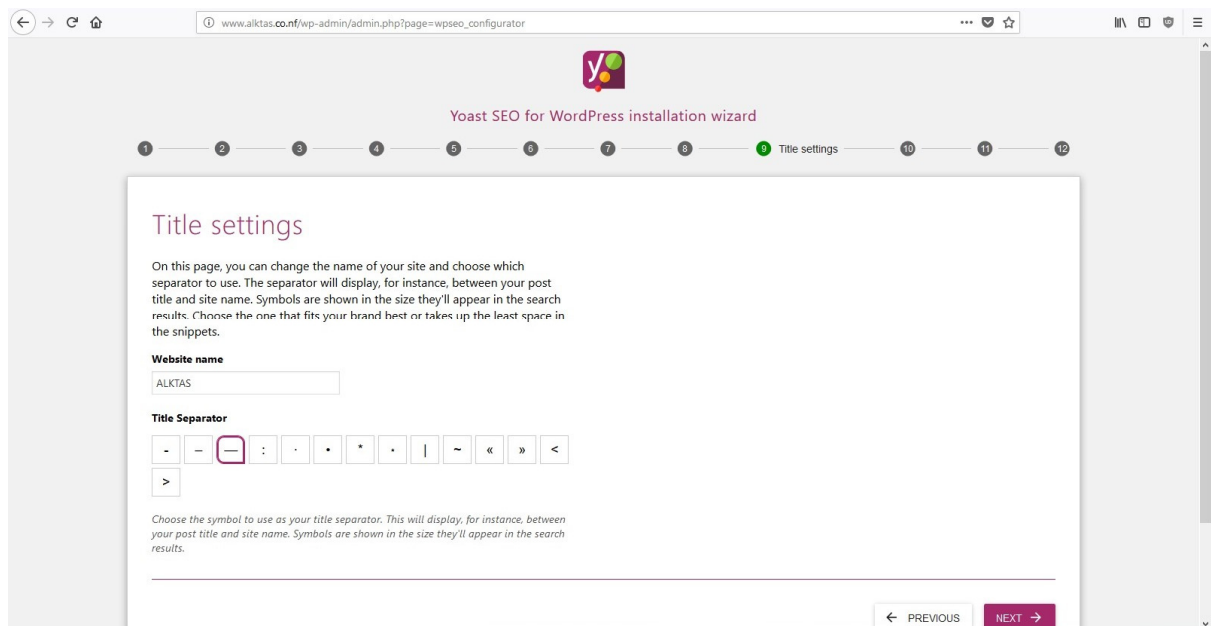 www.alktas.co.nf/wp-admin/admin.php?page=wpseo_configurator
Yoast SEO for WordPress installation wizard
1 2 3 4 5 6 7 8 9 Title settings 10 11 12
Title settings
On this page, you can change the name of your site and choose which
separator to use. The separator will display, for instance, between your post
title and site name. Symbols are shown in the size they'll appear in the search
results. Choose the one that fits your brand best or takes up the least space in
the snippets.
Website name
ALKTAS
Title Separator
- – — : · • * ⋆ | ~ « » <
>
Choose the symbol to use as your title separator. This will display, for instance, between
your post title and site name. Symbols are shown in the size they'll appear in the search
results.
← PREVIOUS NEXT →